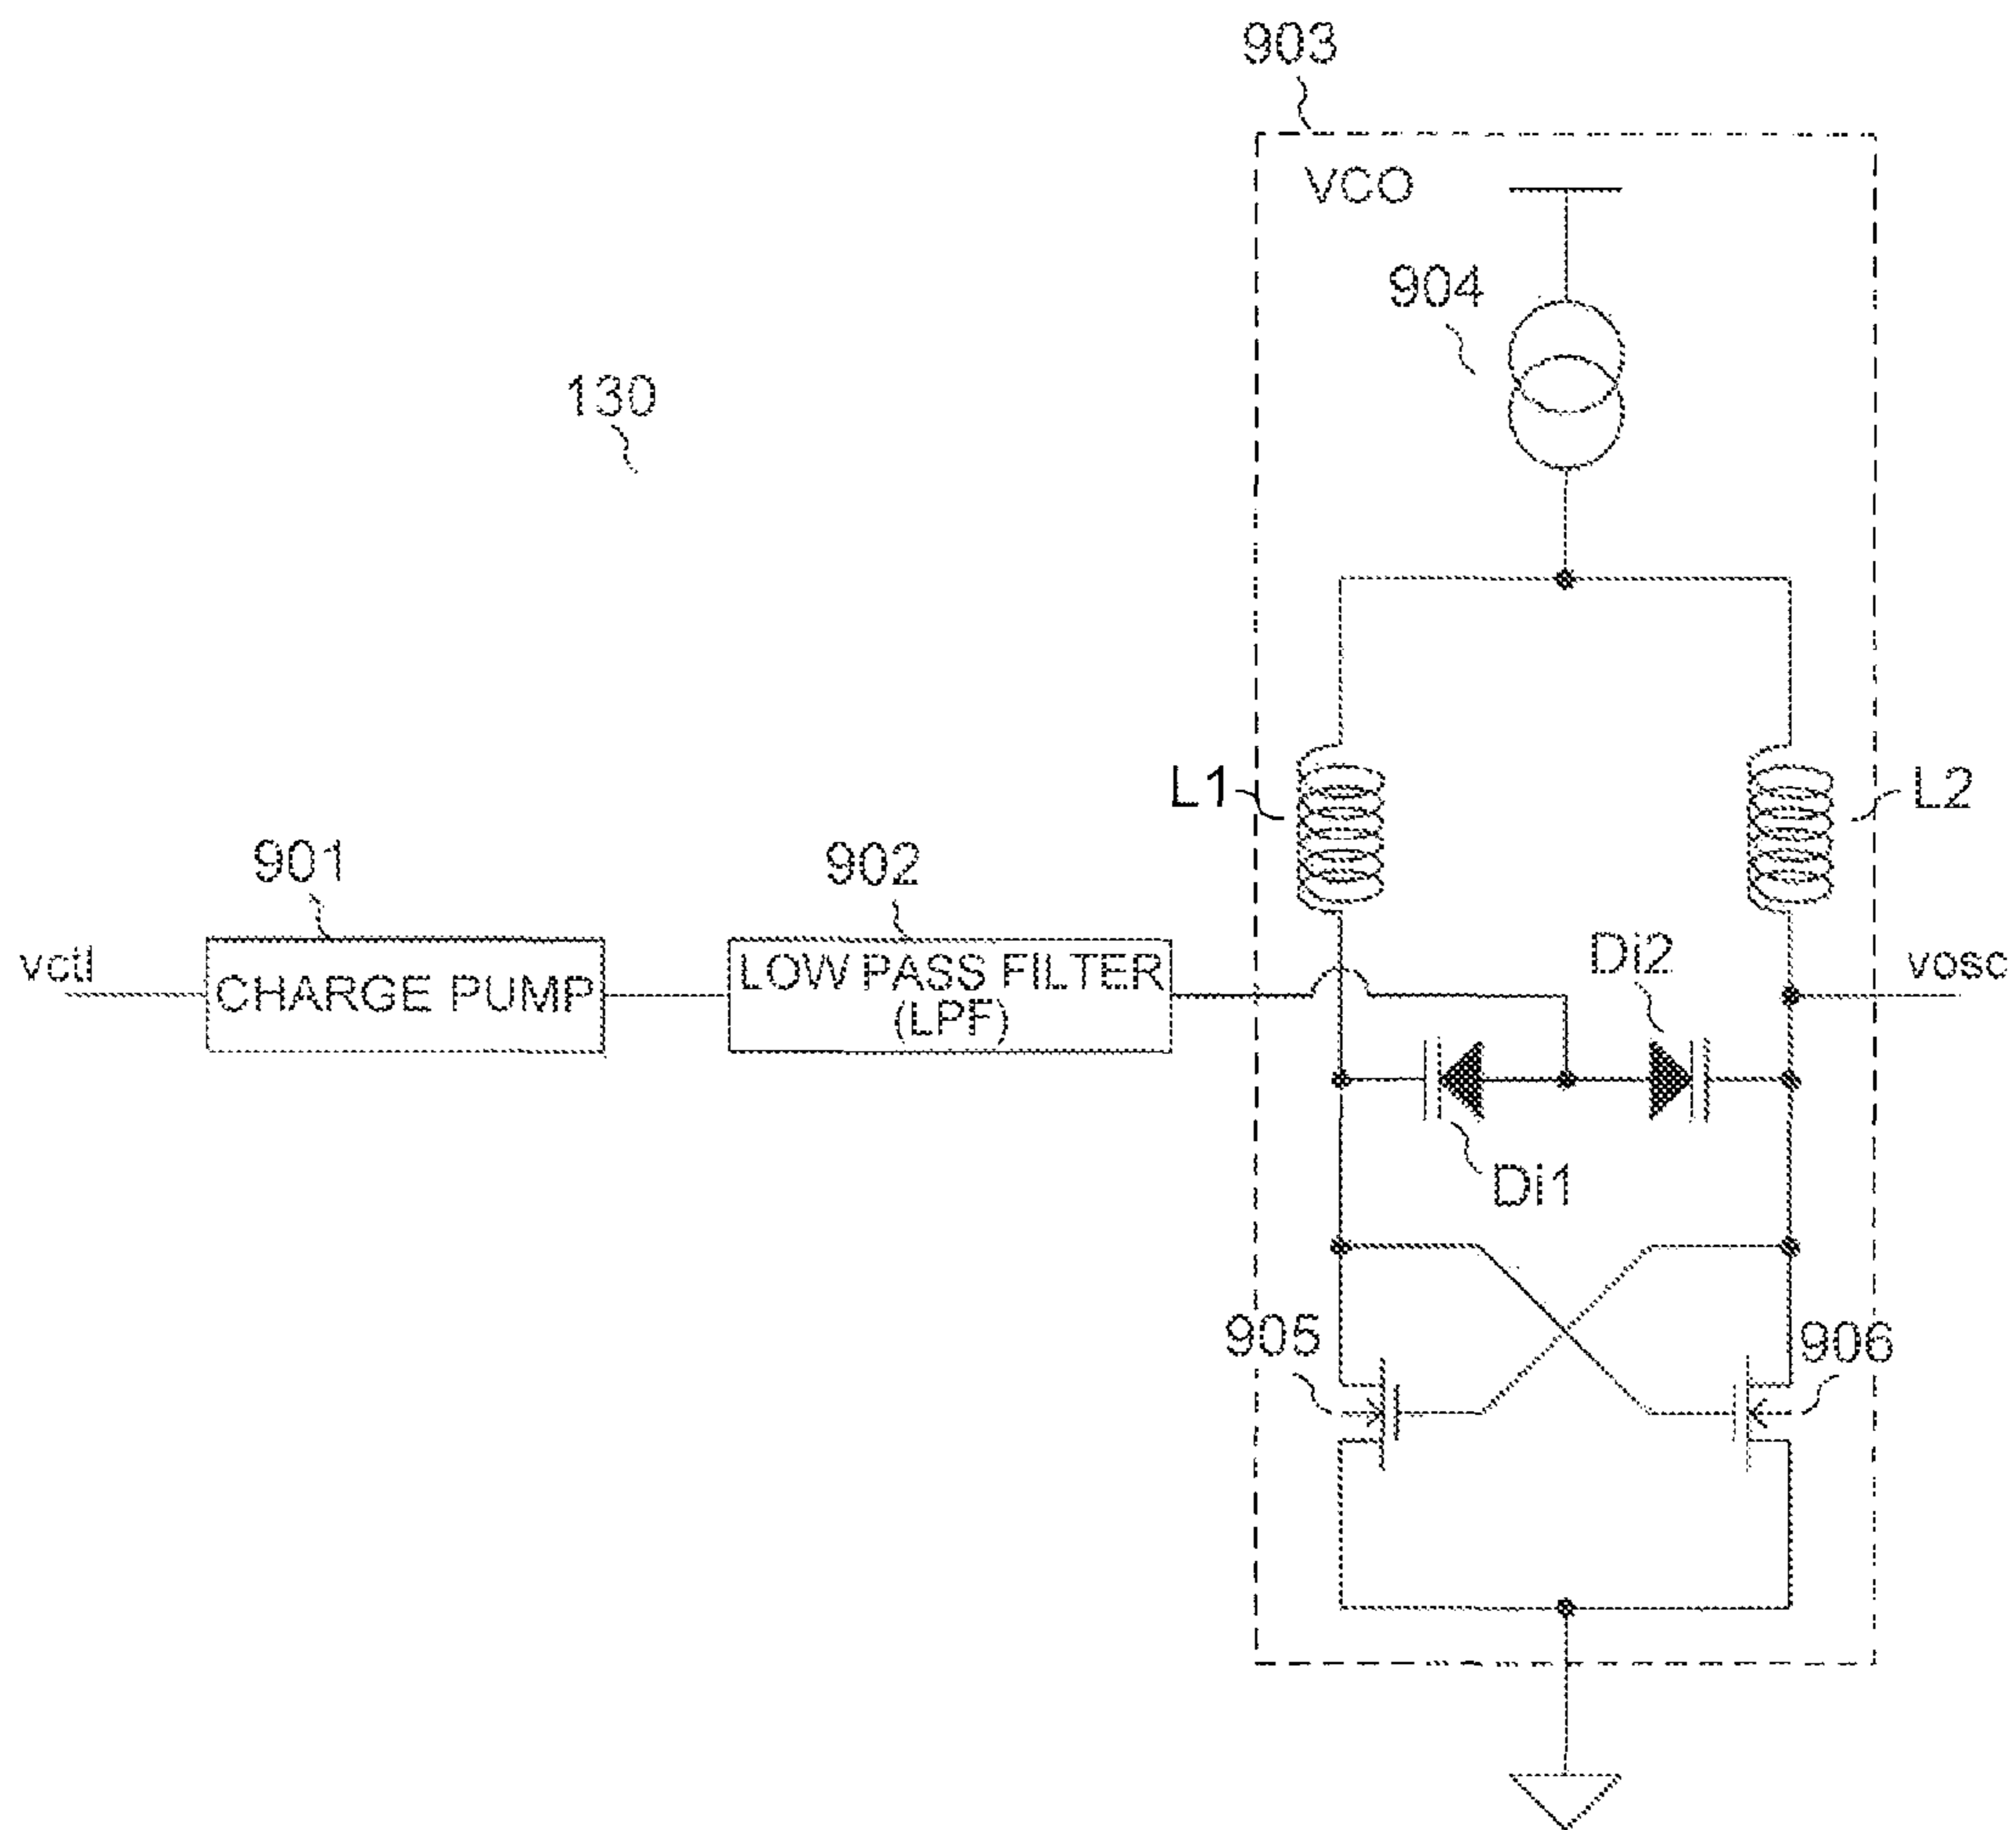 903
VCO
904
130
L1
L2
901
902
vctl
CHARGE PUMP
LOW PASS FILTER
(LPF)
Di2
vosc
Di1
905
906